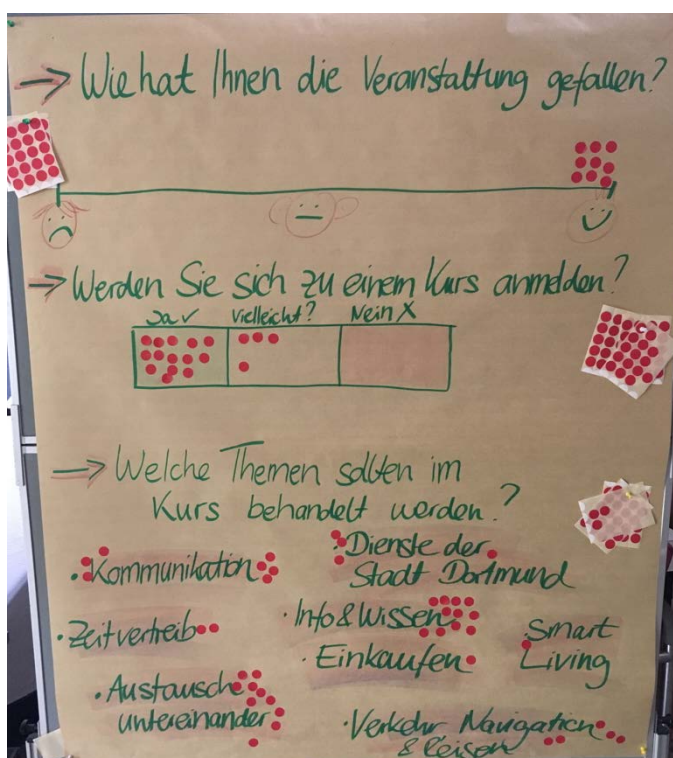 → Wie hat Ihnen die Veranstaltung gefallen?
→ Werden Sie sich zu einem Kurs anmelden?
Ja ✓ Vielleicht? Nein X
→ Welche Themen sollten im
Kurs behandelt werden?
• Kommunikation
• Dienste der
Stadt Dortmund
• Zeitvertreib
• Info & Wissen
• Einkaufen
• Smart
Living
• Austausch
untereinander
• Verkehr Navigation
& Reisen